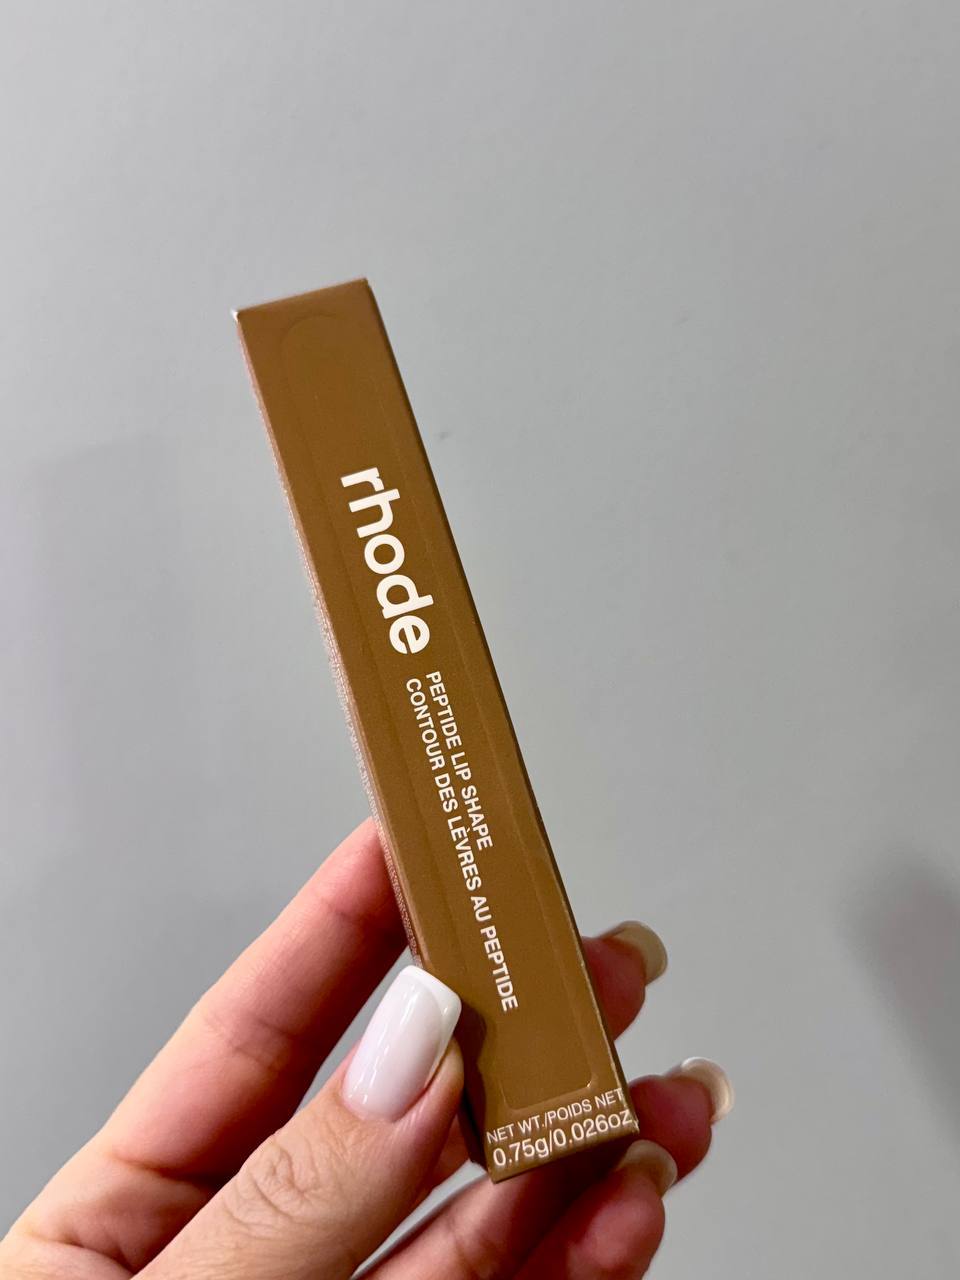 rhode
PEPTIDE LIP SHAPE
CONTOUR DES LÈVRES AU PEPTIDE
NET WT./POIDS NET
0.75g/0.026oz